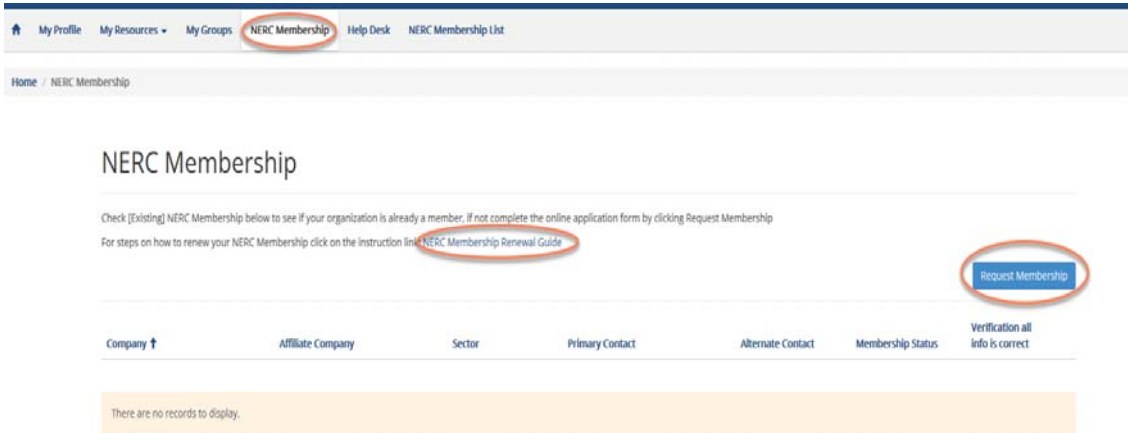 My Profile My Resources My Groups NERC Membership Help Desk NERC Membership List
Home / NERC Membership
NERC Membership
Check [Existing] NERC Membership below to see if your organization is already a member, if not complete the online application form by clicking Request Membership
For steps on how to renew your NERC Membership click on the instruction link NERC Membership Renewal Guide
Request Membership
Company ↑ Affiliate Company Sector Primary Contact Alternate Contact Membership Status Verification all
info is correct
There are no records to display.